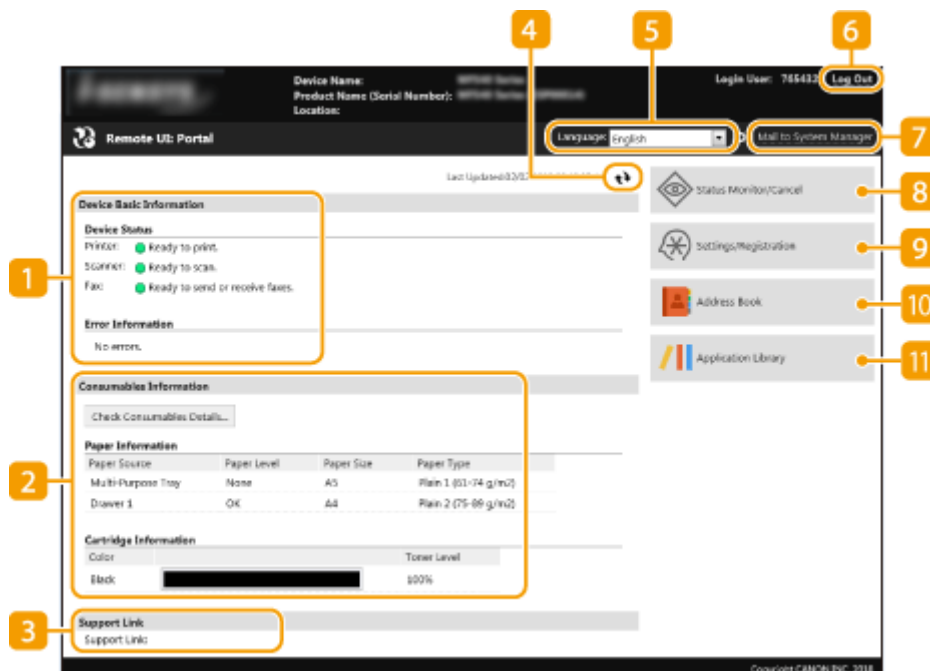 4 5 6
Device Name:
Product Name (Serial Number):
Location:
Login User: 765433 Log Out
Remote UI: Portal
Language: English
Mail to System Manager 7
Last Updated:02/02
Status Monitor/Cancel 8
Device Basic Information
Device Status
Printer: Ready to print.
Scanner: Ready to scan.
Fax: Ready to send or receive faxes.
1
Error Information
No errors.
Settings/Registration 9
Address Book 10
Application Library 11
Consumables Information
Check Consumables Details...
Paper Information
Paper Source Paper Level Paper Size Paper Type
2
Multi-Purpose Tray None A5 Plain 1 (61-74 g/m2)
Drawer 1 OK A4 Plain 2 (75-89 g/m2)
Cartridge Information
Color Toner Level
Black 100%
3
Support Link
Support Link:
Copyright CANON INC. 2018